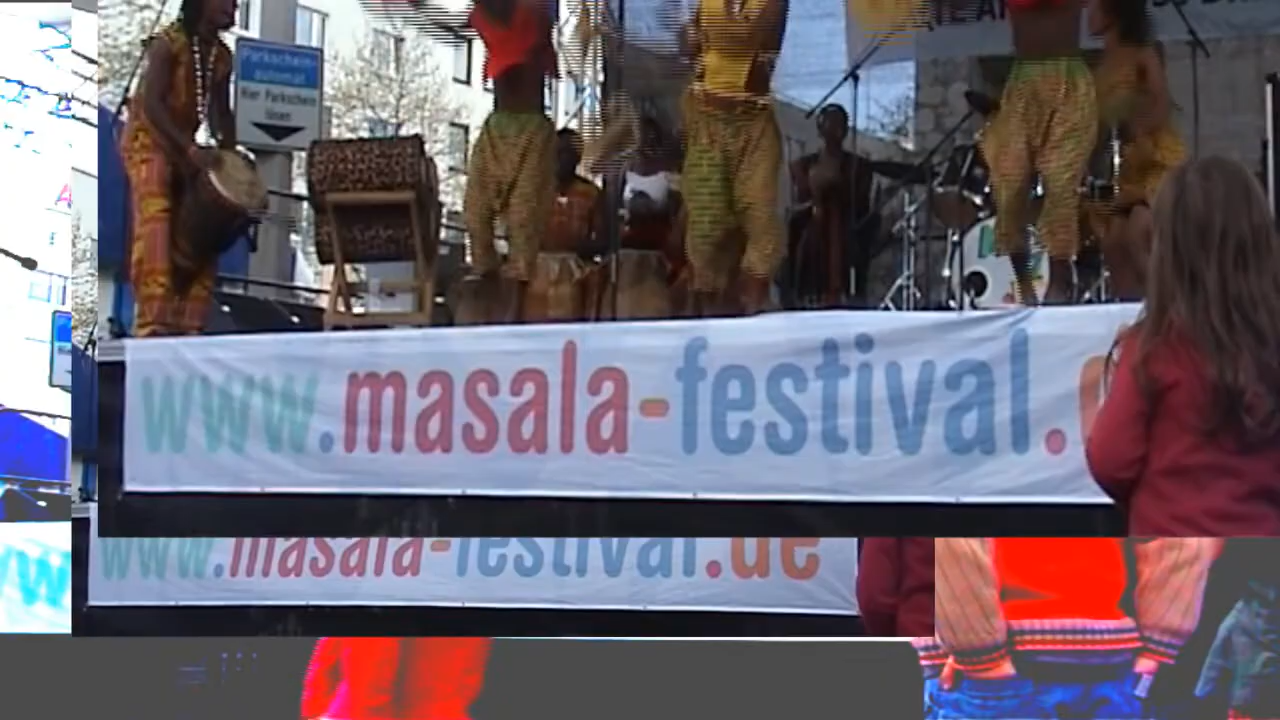 Parkschein-
automat
Hier Parkschein
lösen
www.masala-festival.
www.masala-festival.de